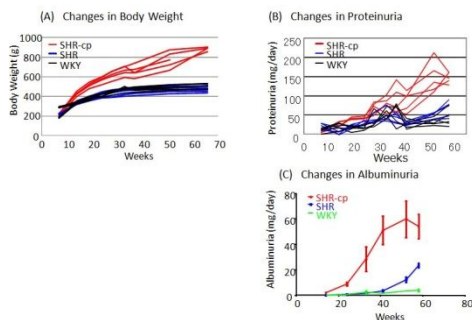 (A) Changes in Body Weight
1000
800
600
400
200
0
Body Weight (g)
SHR-cp
SHR
WKY
0 10 20 30 40 50 60 70
Weeks
(B) Changes in Proteinuria
250
200
150
100
50
0
Proteinuria (mg/day)
SHR-cp
SHR
WKY
0 10 20 30 40 50 60
Weeks
(C) Changes in Albuminuria
80
60
40
20
0
Albuminuria (mg/day)
SHR-cp
SHR
WKY
0 20 40 60 80
Weeks